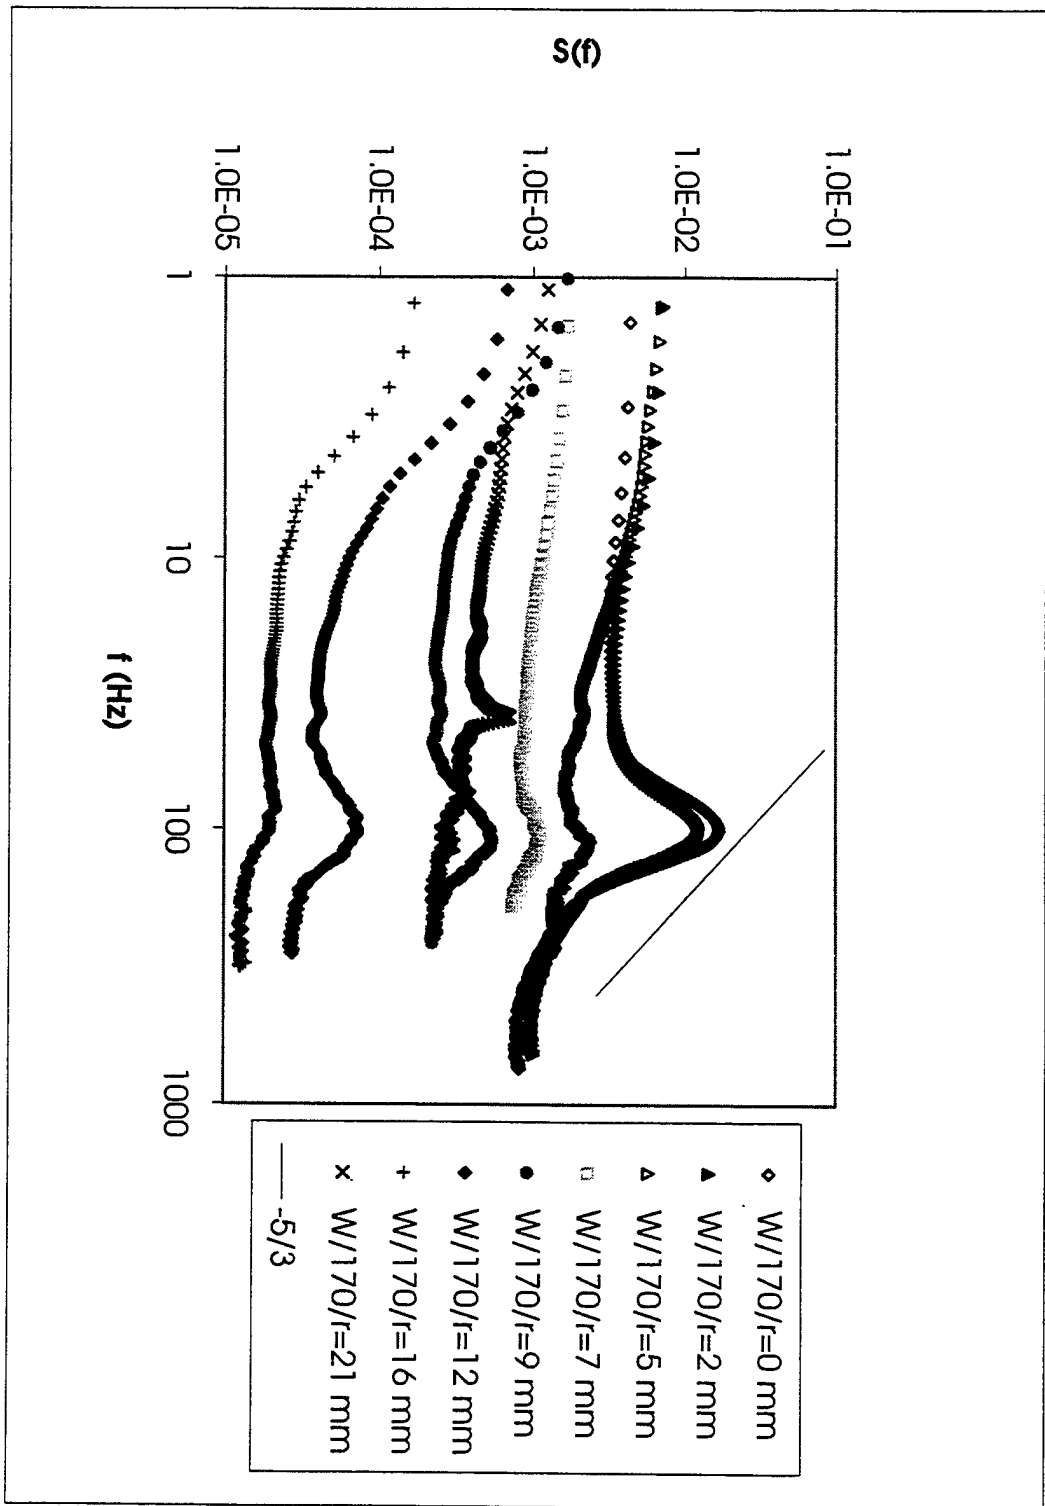 S(f)
1.0E-01
1.0E-02
1.0E-03
1.0E-04
1.0E-05
1
10
100
1000
f (Hz)
W/170/r=0 mm
W/170/r=2 mm
W/170/r=5 mm
W/170/r=7 mm
W/170/r=9 mm
W/170/r=12 mm
W/170/r=16 mm
W/170/r=21 mm
-5/3